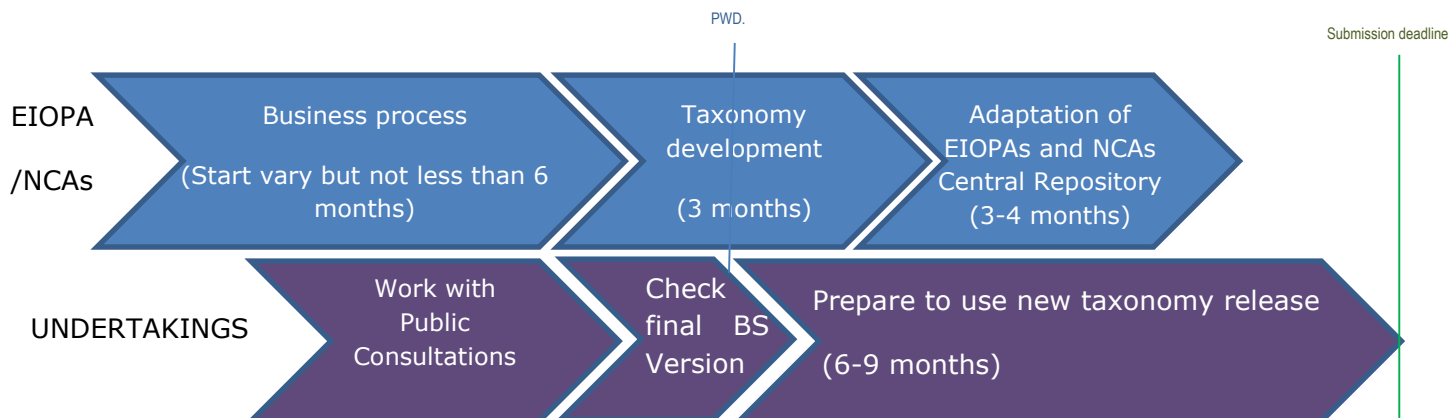 PWD.
Submission deadline
EIOPA
/NCAs
Business process
(Start vary but not less than 6
months)
Taxonomy
development
(3 months)
Adaptation of
EIOPAs and NCAs
Central Repository
(3-4 months)
UNDERTAKINGS
Work with
Public
Consultations
Check
final BS
Version
Prepare to use new taxonomy release
(6-9 months)